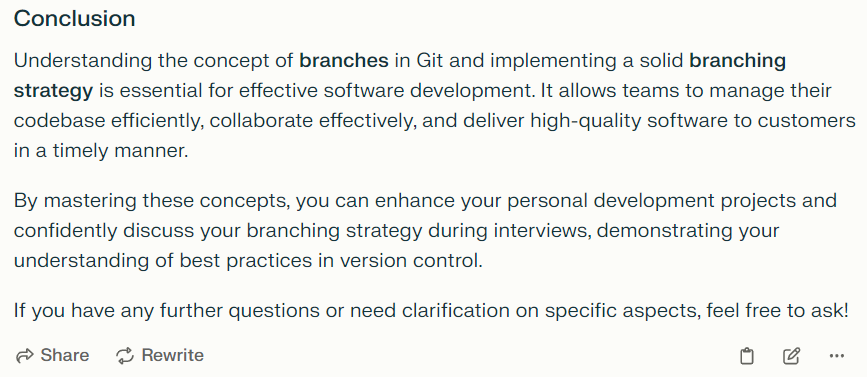 Conclusion
Understanding the concept of branches in Git and implementing a solid branching
strategy is essential for effective software development. It allows teams to manage their
codebase efficiently, collaborate effectively, and deliver high-quality software to customers
in a timely manner.
By mastering these concepts, you can enhance your personal development projects and
confidently discuss your branching strategy during interviews, demonstrating your
understanding of best practices in version control.
If you have any further questions or need clarification on specific aspects, feel free to ask!
Share Rewrite